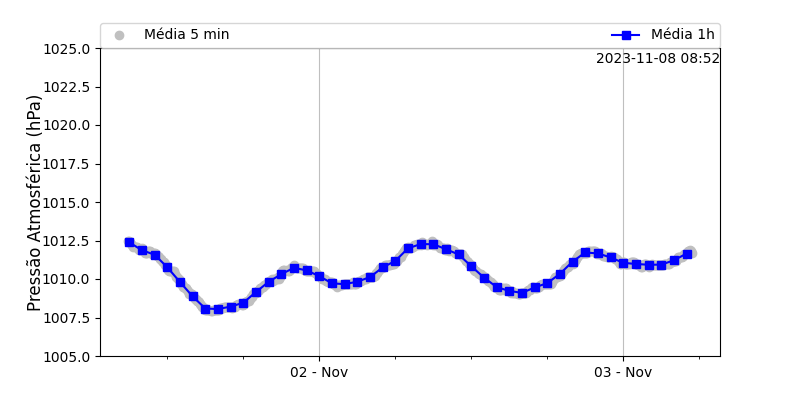 Média 5 min
Média 1h
2023-11-08 08:52
Pressão Atmosférica (hPa)
1025.0
1022.5
1020.0
1017.5
1015.0
1012.5
1010.0
1007.5
1005.0
02 - Nov
03 - Nov